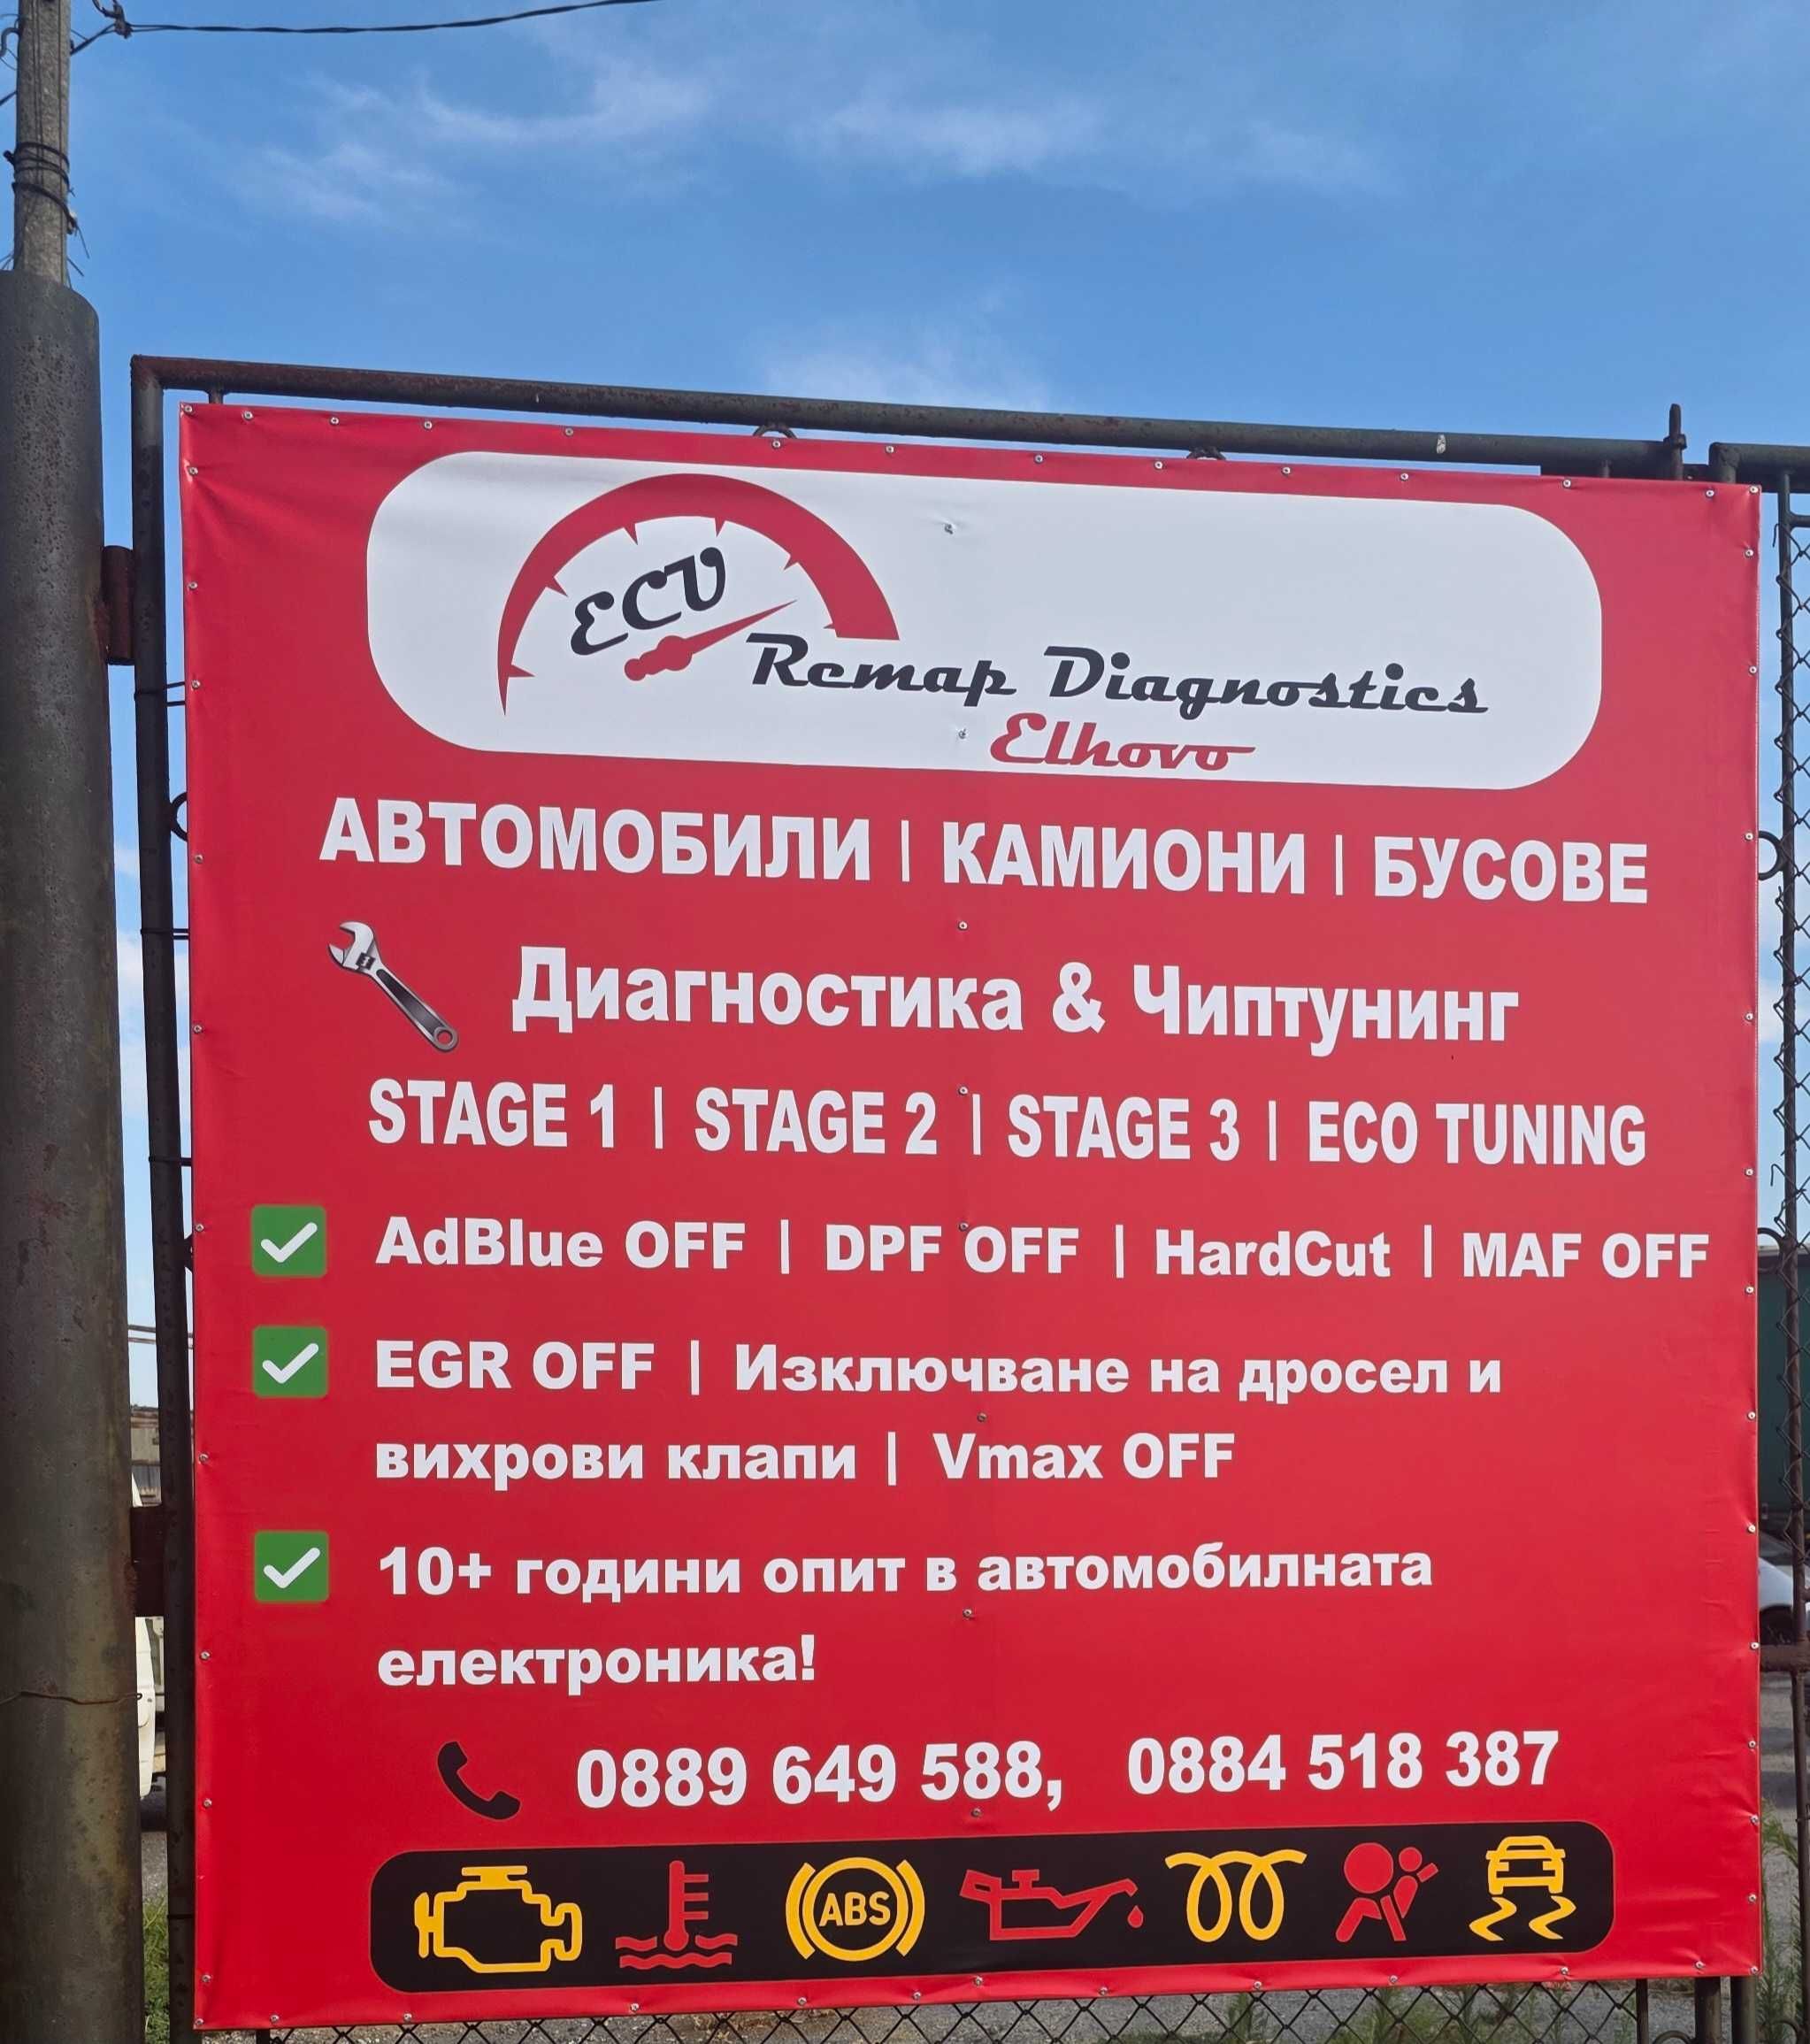 ECU
Remap Diagnostics
Elhovo
АВТОМОБИЛИ | КАМИОНИ | БУСОВЕ
Диагностика & Чиптунинг
STAGE 1 | STAGE 2 | STAGE 3 | ECO TUNING
AdBlue OFF | DPF OFF | HardCut | MAF OFF
EGR OFF | Изключване на дросел и
вихрови клапи | Vmax OFF
10+ години опит в автомобилната
електроника!
0889 649 588, 0884 518 387
ABS